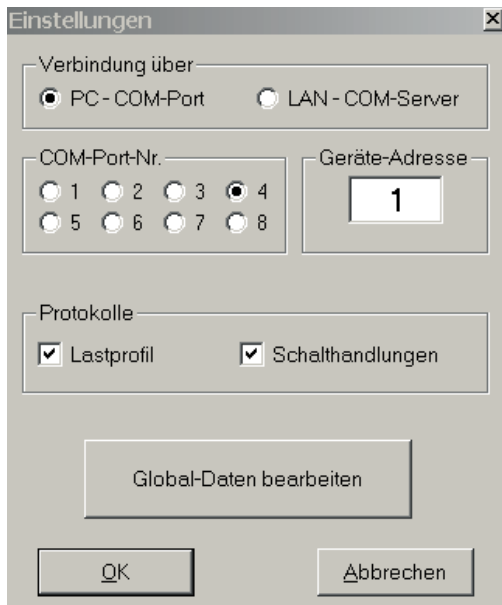 Einstellungen
Verbindung über
PC - COM-Port LAN - COM-Server
COM-Port-Nr. Geräte-Adresse
1 2 3 4 1
5 6 7 8
Protokolle
Lastprofil Schalthandlungen
Global-Daten bearbeiten
OK Abbrechen